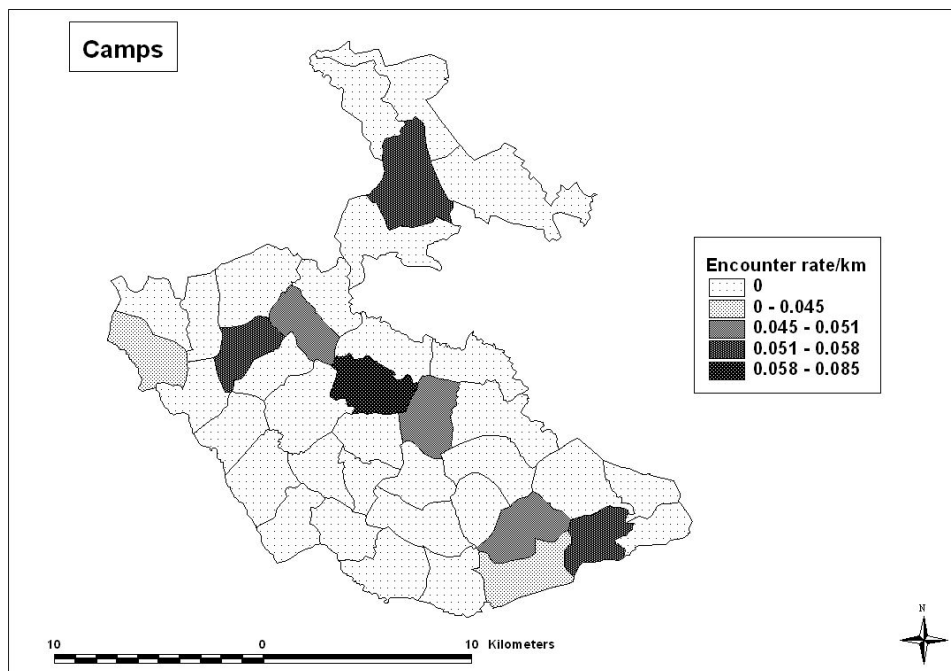 Camps
Encounter rate/km
0
0 - 0.045
0.045 - 0.051
0.051 - 0.058
0.058 - 0.085
N
10 0 10 Kilometers